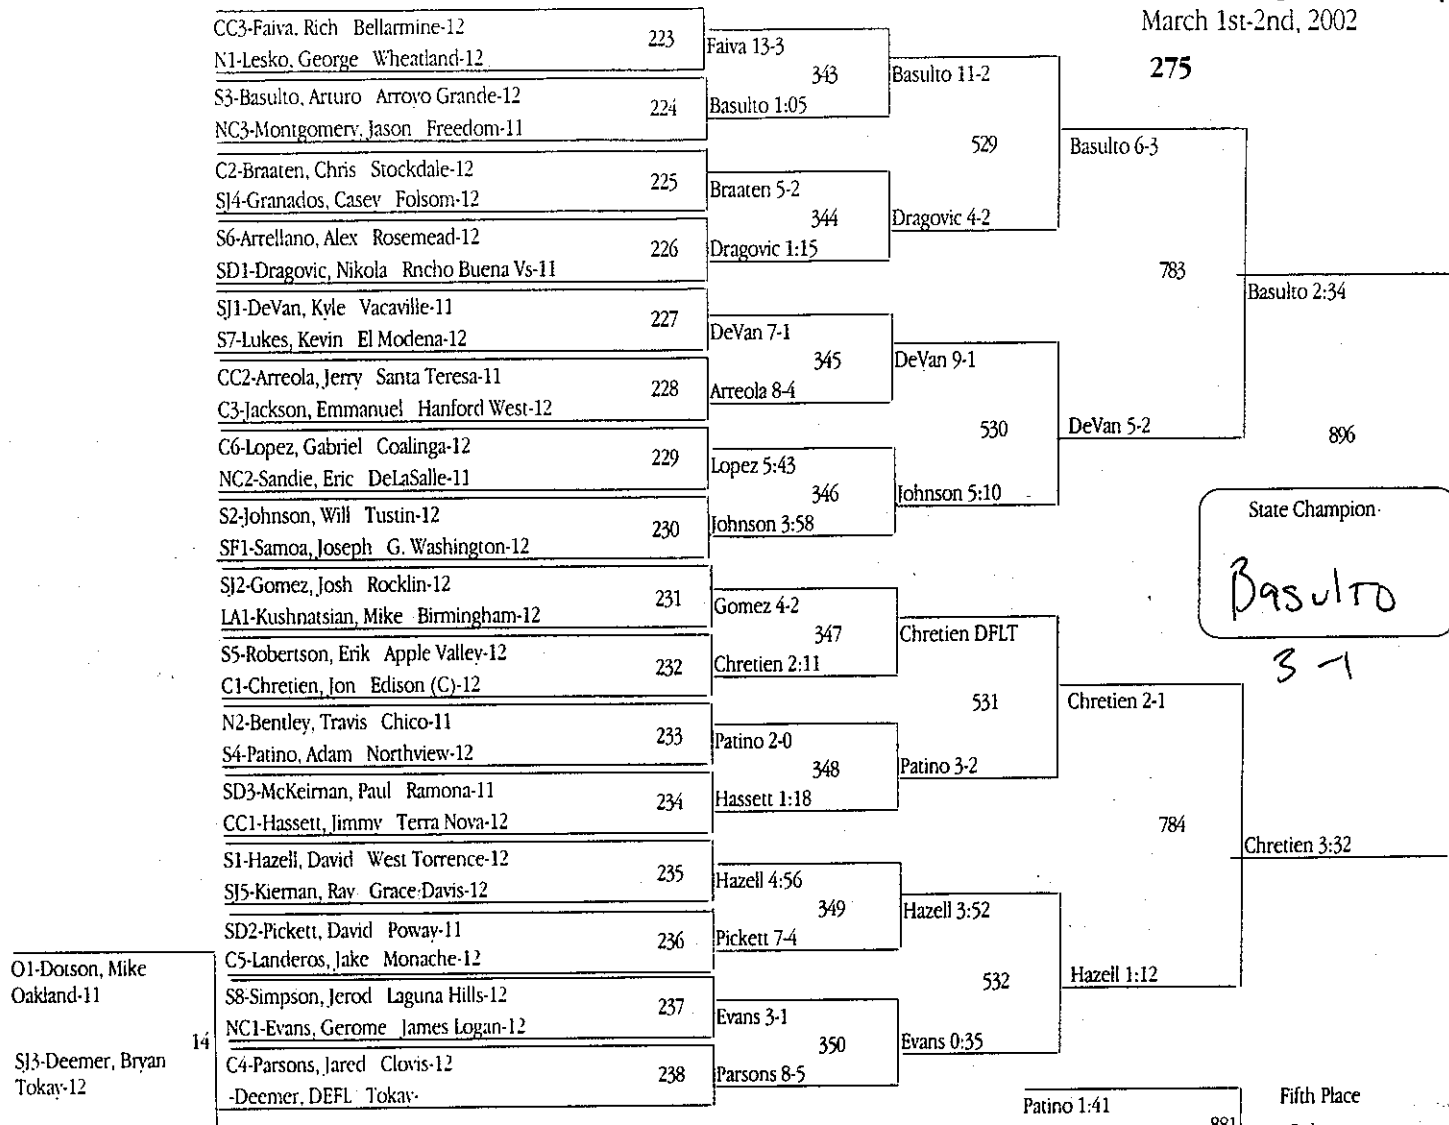 March 1st-2nd, 2002
275
CC3-Faiva, Rich Bellarmine-12
N1-Lesko, George Wheatland-12
223
S3-Basulto, Arturo Arroyo Grande-12
NC3-Montgomery, Jason Freedom-11
224
C2-Braaten, Chris Stockdale-12
SJ4-Granados, Casey Folsom-12
225
S6-Arrellano, Alex Rosemead-12
SD1-Dragovic, Nikola Rncho Buena Vs-11
226
SJ1-DeVan, Kyle Vacaville-11
S7-Lukes, Kevin El Modena-12
227
CC2-Arreola, Jerry Santa Teresa-11
C3-Jackson, Emmanuel Hanford West-12
228
C6-Lopez, Gabriel Coalinga-12
NC2-Sandie, Eric DeLaSalle-11
229
S2-Johnson, Will Tustin-12
SF1-Samoa, Joseph G. Washington-12
230
SJ2-Gomez, Josh Rocklin-12
LA1-Kushnatsian, Mike Birmingham-12
231
S5-Robertson, Erik Apple Valley-12
C1-Chretien, Jon Edison (C)-12
232
N2-Bentley, Travis Chico-11
S4-Patino, Adam Northview-12
233
SD3-McKeirnan, Paul Ramona-11
CC1-Hassett, Jimmy Terra Nova-12
234
S1-Hazell, David West Torrence-12
SJ5-Kiernan, Ray Grace Davis-12
235
SD2-Pickett, David Poway-11
C5-Landeros, Jake Monache-12
236
S8-Simpson, Jerod Laguna Hills-12
NC1-Evans, Gerome James Logan-12
237
C4-Parsons, Jared Clovis-12
-Deemer, DEFL Tokay-
238
O1-Dotson, Mike
Oakland-11
14
SJ3-Deemer, Bryan
Tokay-12
Faiva 13-3
343
Basulto 1:05
Braaten 5-2
344
Dragovic 1:15
DeVan 7-1
345
Arreola 8-4
Lopez 5:43
346
Johnson 3:58
Gomez 4-2
347
Chretien 2:11
Patino 2-0
348
Hassett 1:18
Hazell 4:56
349
Pickett 7-4
Evans 3-1
350
Parsons 8-5
Basulto 11-2
529
Dragovic 4-2
DeVan 9-1
530
Johnson 5:10
Chretien DFLT
531
Patino 3-2
Hazell 3:52
532
Evans 0:35
Basulto 6-3
783
DeVan 5-2
Chretien 2-1
784
Hazell 1:12
Basulto 2:34
896
Chretien 3:32
State Champion
Basulto
3-1
Patino 1:41
881
Fifth Place